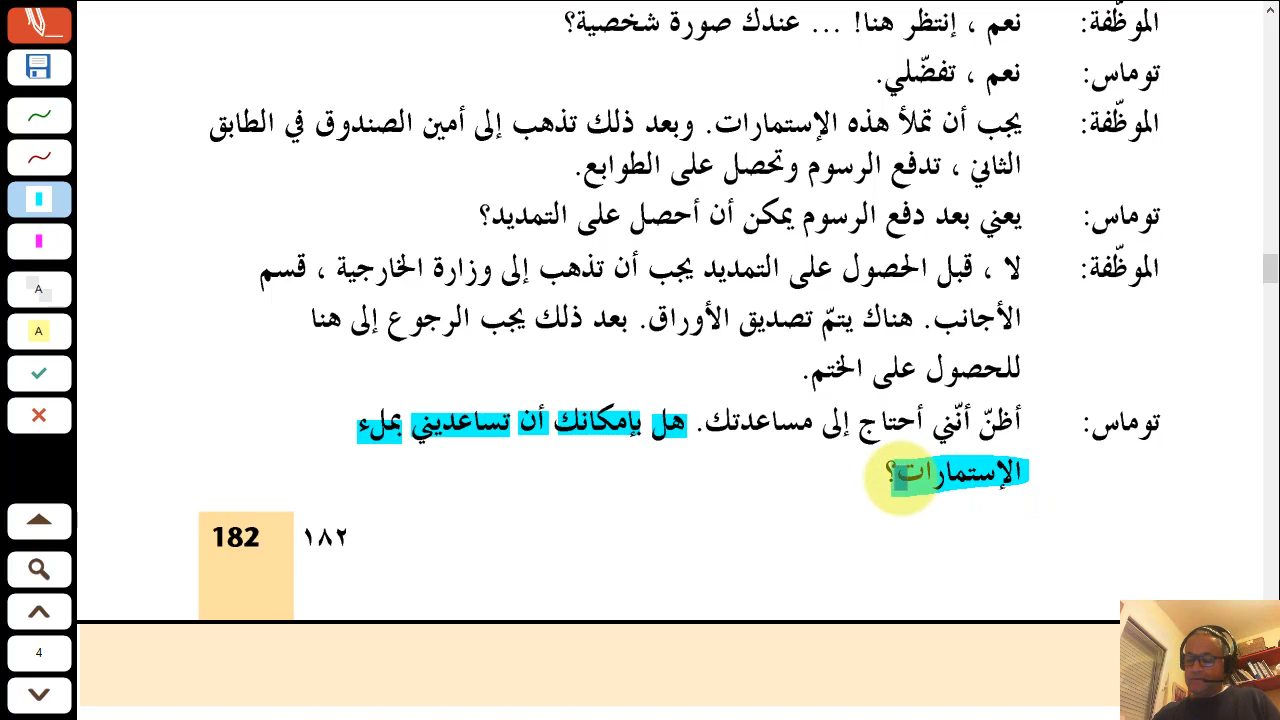 الموظّفة: نعم ، إنتظر هنا! ... عندك صورة شخصية؟
توماس: نعم ، تفضّلي.
الموظّفة: يجب أن تملأ هذه الإستمارات. وبعد ذلك تذهب إلى أمين الصندوق في الطابق
الثاني ، تدفع الرسوم وتحصل على الطوابع.
توماس: يعني بعد دفع الرسوم يمكن أن أحصل على التمديد؟
الموظّفة: لا ، قبل الحصول على التمديد يجب أن تذهب إلى وزارة الخارجية ، قسم
الأجانب. هناك يتمّ تصديق الأوراق. بعد ذلك يجب الرجوع إلى هنا
للحصول على الختم.
توماس: أظنّ أنّني أحتاج إلى مساعدتك. هل بإمكانك أن تساعديني بملء
الإستمارات؟
182 ١٨٢
A
A
4